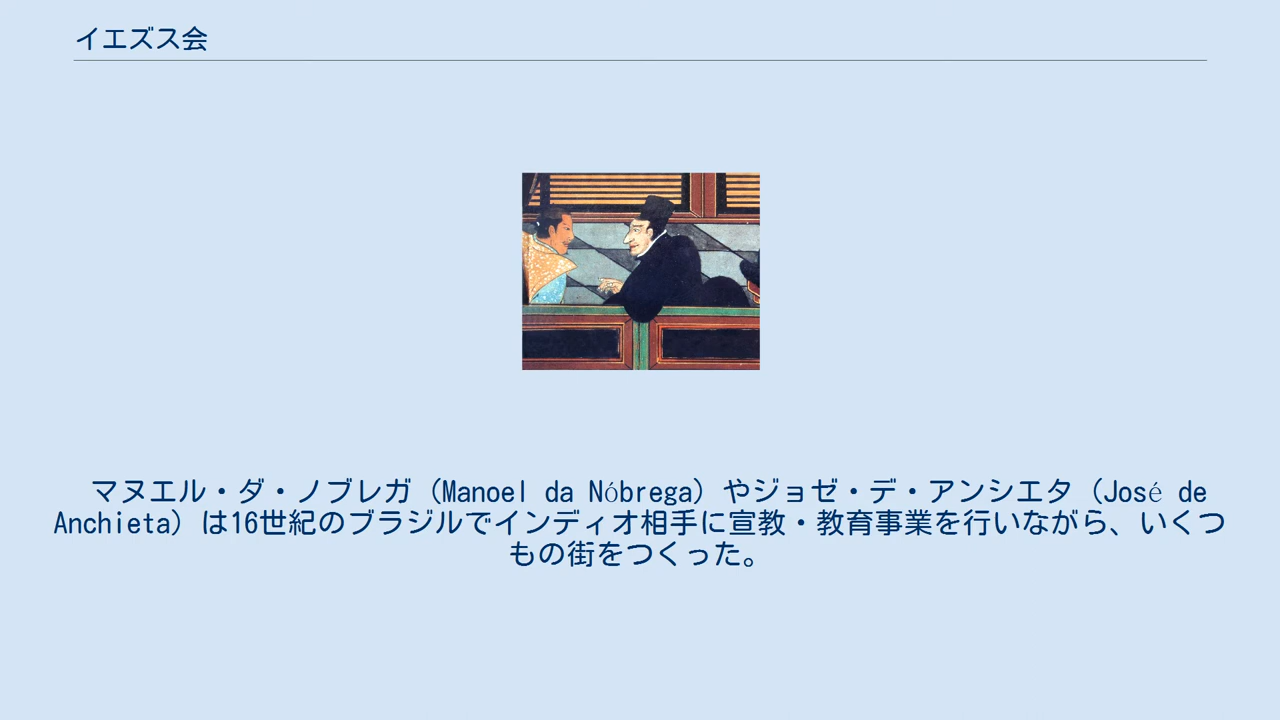 イエズス会
マヌエル・ダ・ノブレガ（Manoel da Nóbrega）やジョゼ・デ・アンシエタ（José de
Anchieta）は16世紀のブラジルでインディオ相手に宣教・教育事業を行いながら、いくつ
もの街をつくった。